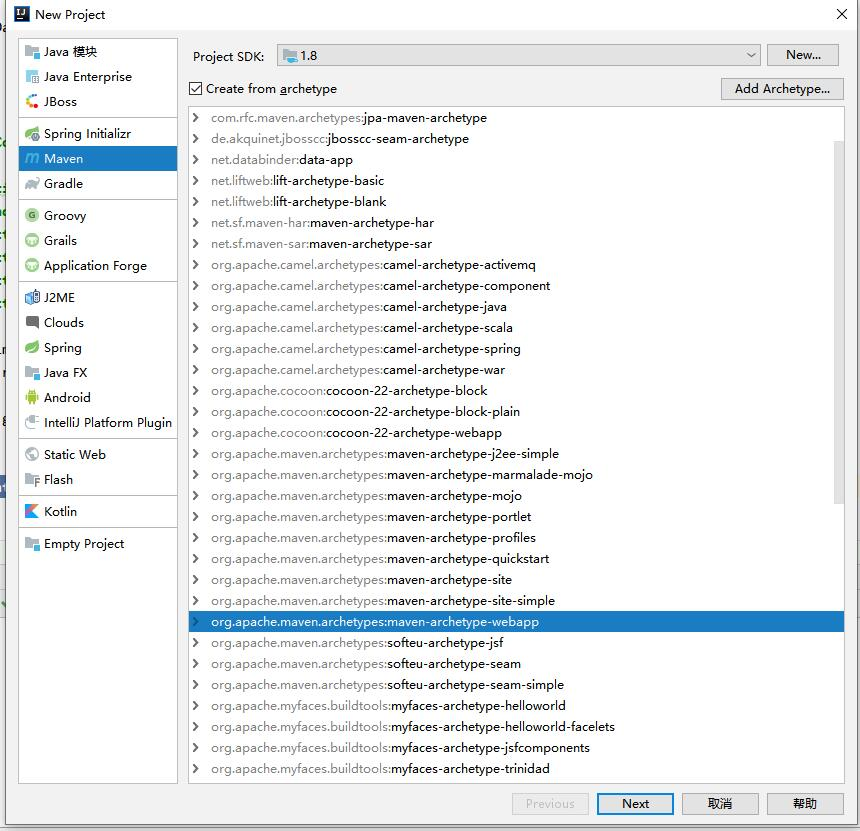 New Project
Java 模块
Java Enterprise
JBoss
Spring Initializr
Maven
Gradle
Groovy
Grails
Application Forge
J2ME
Clouds
Spring
Java FX
Android
IntelliJ Platform Plugin
Static Web
Flash
Kotlin
Empty Project
Project SDK: 1.8 New...
Create from archetype Add Archetype...
com.rfc.maven.archetypes:jpa-maven-archetype
de.akquinet.jbosscc:jbosscc-seam-archetype
net.databinder:data-app
net.liftweb:lift-archetype-basic
net.liftweb:lift-archetype-blank
net.sf.maven-har:maven-archetype-har
net.sf.maven-sar:maven-archetype-sar
org.apache.camel.archetypes:camel-archetype-activemq
org.apache.camel.archetypes:camel-archetype-component
org.apache.camel.archetypes:camel-archetype-java
org.apache.camel.archetypes:camel-archetype-scala
org.apache.camel.archetypes:camel-archetype-spring
org.apache.camel.archetypes:camel-archetype-war
org.apache.cocoon:cocoon-22-archetype-block
org.apache.cocoon:cocoon-22-archetype-block-plain
org.apache.cocoon:cocoon-22-archetype-webapp
org.apache.maven.archetypes:maven-archetype-j2ee-simple
org.apache.maven.archetypes:maven-archetype-marmalade-mojo
org.apache.maven.archetypes:maven-archetype-mojo
org.apache.maven.archetypes:maven-archetype-portlet
org.apache.maven.archetypes:maven-archetype-profiles
org.apache.maven.archetypes:maven-archetype-quickstart
org.apache.maven.archetypes:maven-archetype-site
org.apache.maven.archetypes:maven-archetype-site-simple
org.apache.maven.archetypes:maven-archetype-webapp
org.apache.maven.archetypes:softeu-archetype-jsf
org.apache.maven.archetypes:softeu-archetype-seam
org.apache.maven.archetypes:softeu-archetype-seam-simple
org.apache.myfaces.buildtools:myfaces-archetype-helloworld
org.apache.myfaces.buildtools:myfaces-archetype-helloworld-facelets
org.apache.myfaces.buildtools:myfaces-archetype-jsfcomponents
org.apache.myfaces.buildtools:myfaces-archetype-trinidad
Previous Next 取消 帮助